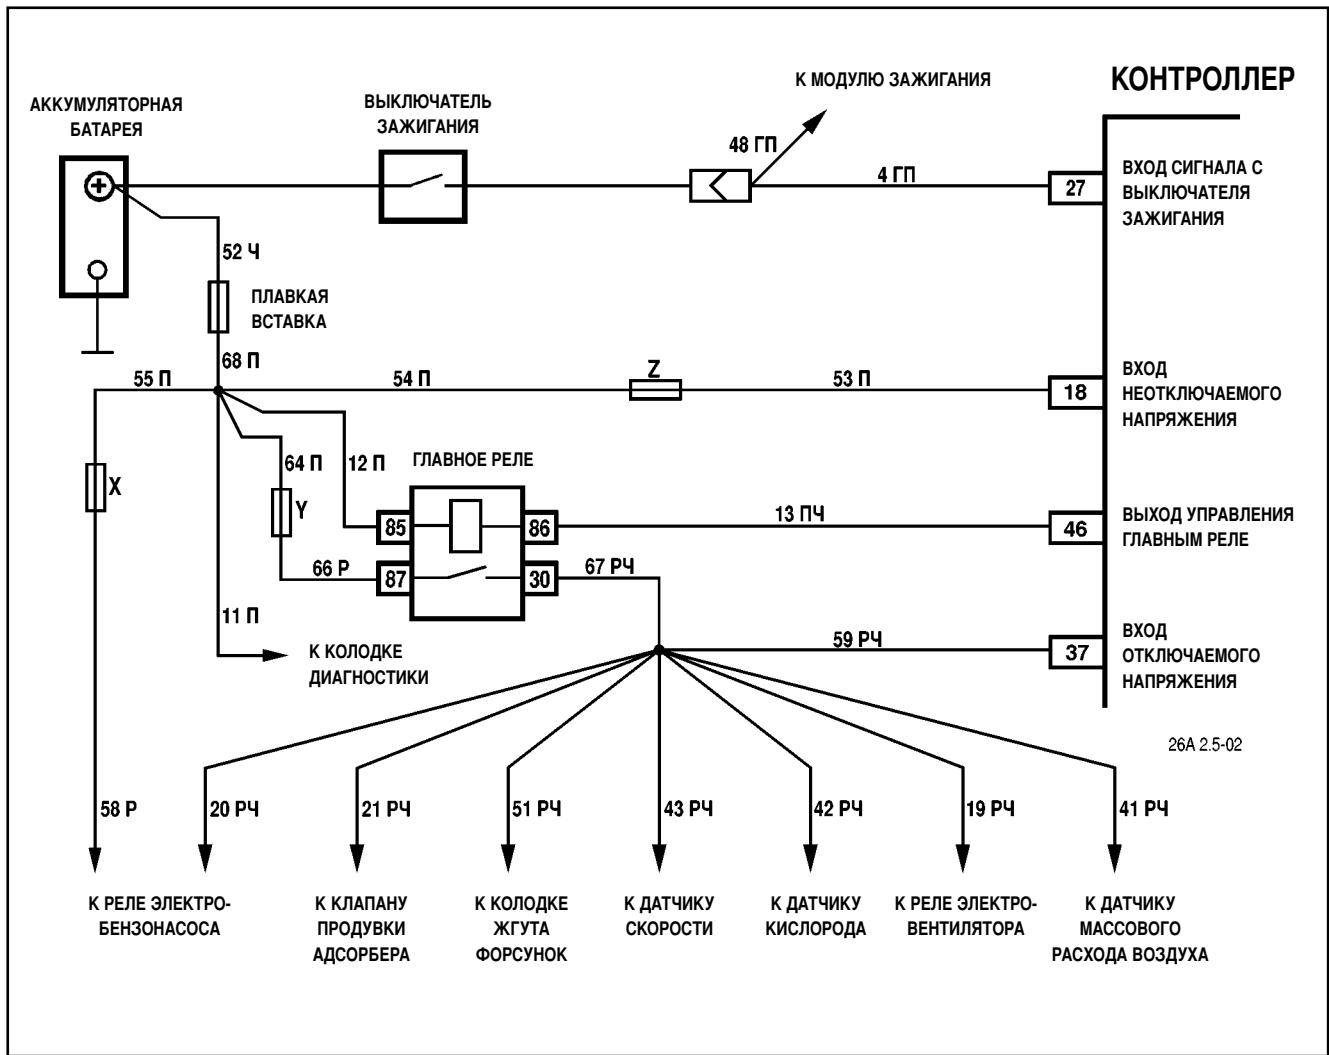 К МОДУЛЮ ЗАЖИГАНИЯ
КОНТРОЛЛЕР
АККУМУЛЯТОРНАЯ
БАТАРЕЯ
ВЫКЛЮЧАТЕЛЬ
ЗАЖИГАНИЯ
48 ГП
4 ГП
27
ВХОД СИГНАЛА С
ВЫКЛЮЧАТЕЛЯ
ЗАЖИГАНИЯ
52 Ч
ПЛАВКАЯ
ВСТАВКА
68 П
55 П
54 П
Z
53 П
18
ВХОД
НЕОТКЛЮЧАЕМОГО
НАПРЯЖЕНИЯ
X
64 П
12 П
Y
ГЛАВНОЕ РЕЛЕ
85
86
13 ПЧ
46
ВЫХОД УПРАВЛЕНИЯ
ГЛАВНЫМ РЕЛЕ
66 Р
87
30
67 РЧ
11 П
К КОЛОДКЕ
ДИАГНОСТИКИ
59 РЧ
37
ВХОД
ОТКЛЮЧАЕМОГО
НАПРЯЖЕНИЯ
26А 2.5-02
58 Р
20 РЧ
21 РЧ
51 РЧ
43 РЧ
42 РЧ
19 РЧ
41 РЧ
К РЕЛЕ ЭЛЕКТРО-
БЕНЗОНАСОСА
К КЛАПАНУ
ПРОДУВКИ
АДСОРБЕРА
К КОЛОДКЕ
ЖГУТА
ФОРСУНОК
К ДАТЧИКУ
СКОРОСТИ
К ДАТЧИКУ
КИСЛОРОДА
К РЕЛЕ ЭЛЕКТРО-
ВЕНТИЛЯТОРА
К ДАТЧИКУ
МАССОВОГО
РАСХОДА ВОЗДУХА